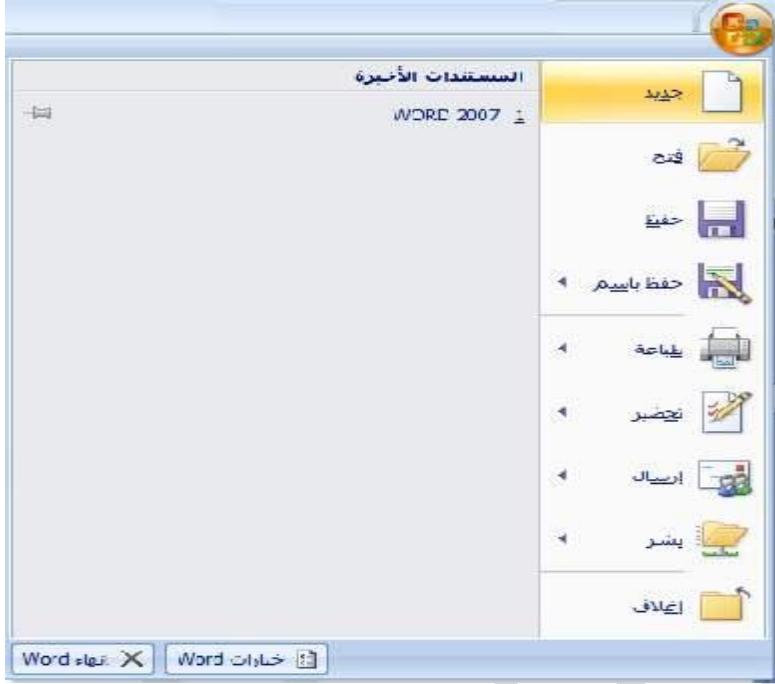 جديد
فتح
حفظ
حفظ باسم
طباعة
تحضير
إرسال
نشر
إغلاق
المستندات الأخيرة
1 WORD 2007
خيارات Word
إنهاء Word